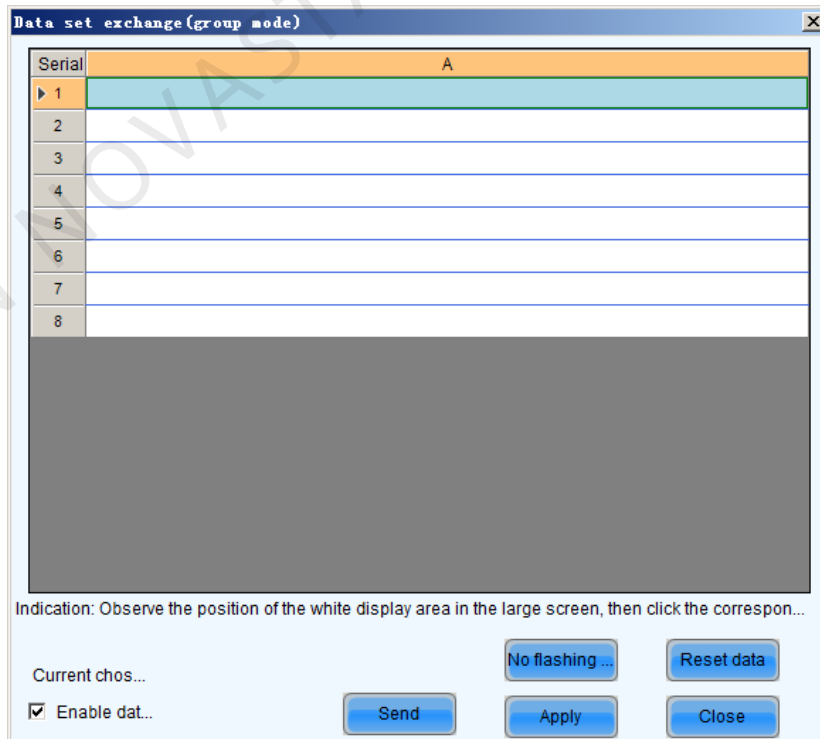 Data set exchange(group mode)
Serial A
1
2
3
4
5
6
7
8
Indication: Observe the position of the white display area in the large screen, then click the correspon...
No flashing ... Reset data
Current chos...
Enable dat... Send Apply Close
N NOVASTA